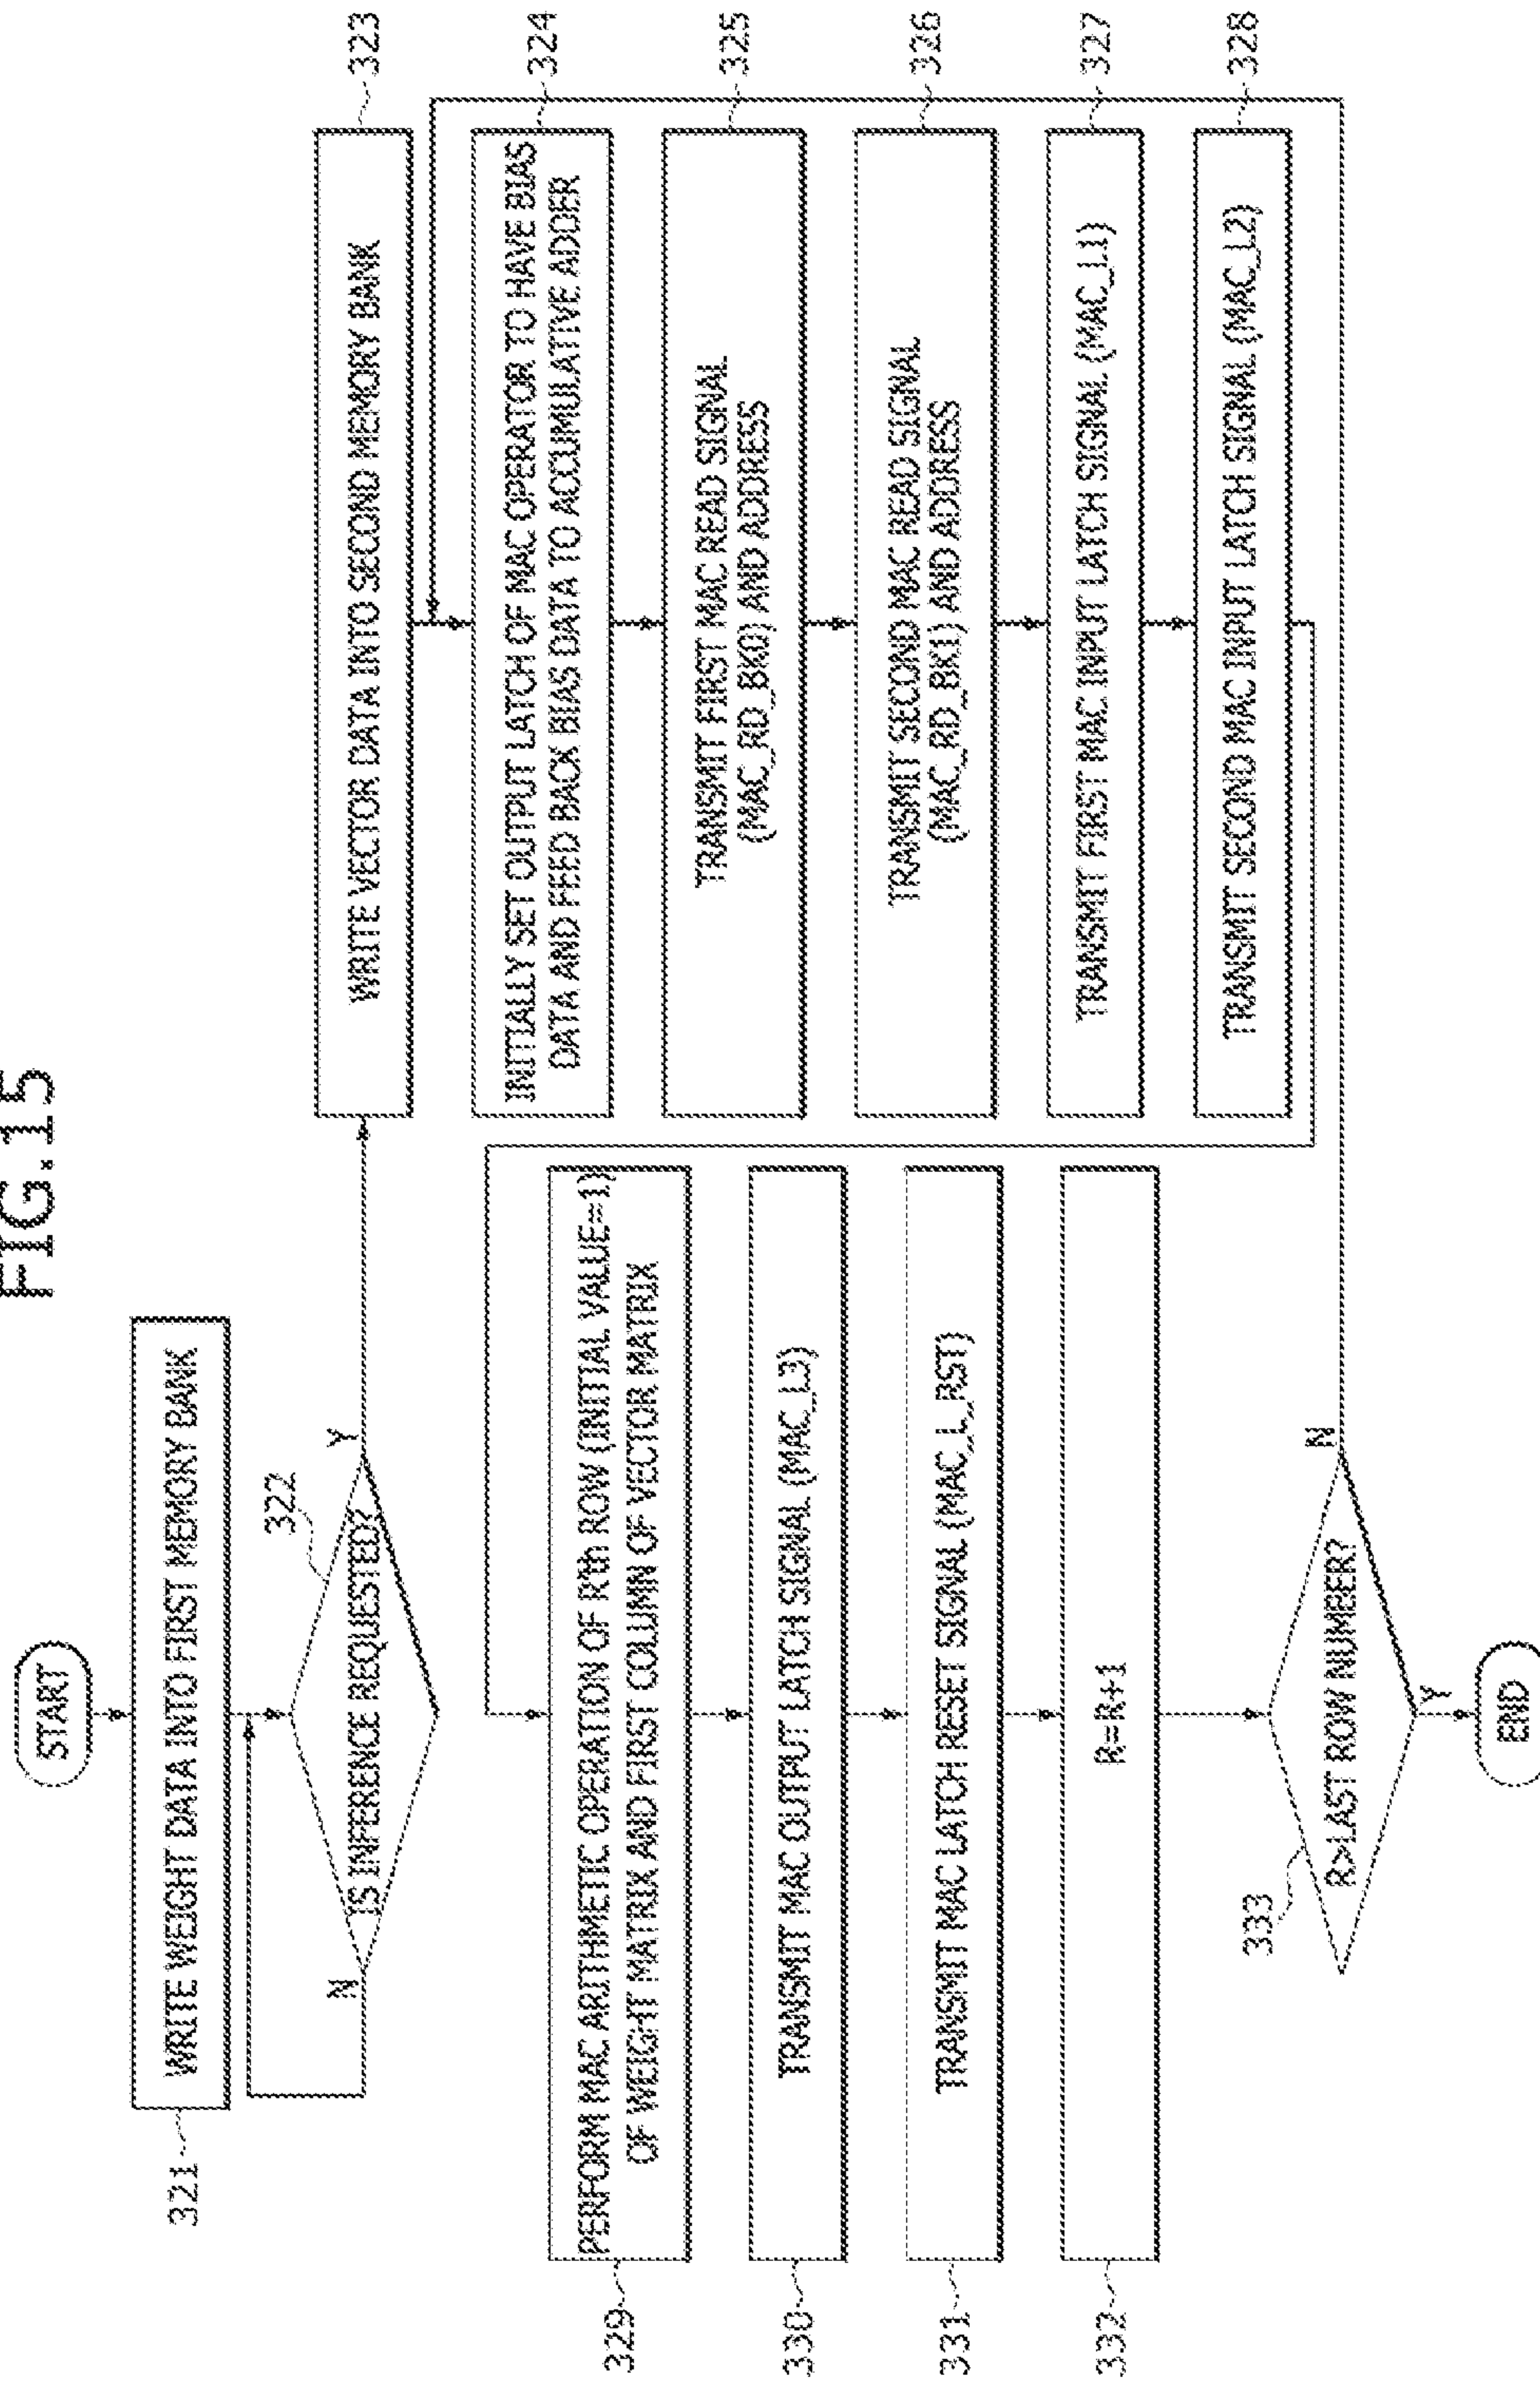 FIG.15
START
321
WRITE WEIGHT DATA INTO FIRST MEMORY BANK
322
IS INFERENCE REQUESTED?
N
Y
WRITE VECTOR DATA INTO SECOND MEMORY BANK
323
INITIALLY SET OUTPUT LATCH OF MAC OPERATOR TO HAVE BIAS
DATA AND FEED BACK BIAS DATA TO ACCUMULATIVE ADDER
324
TRANSMIT FIRST MAC READ SIGNAL
(MAC_RD_BK0) AND ADDRESS
325
TRANSMIT SECOND MAC READ SIGNAL
(MAC_RD_BK1) AND ADDRESS
326
TRANSMIT FIRST MAC INPUT LATCH SIGNAL (MAC_L1)
327
TRANSMIT SECOND MAC INPUT LATCH SIGNAL (MAC_L2)
328
329
PERFORM MAC ARITHMETIC OPERATION OF R'th ROW (INITIAL VALUE=1)
OF WEIGHT MATRIX AND FIRST COLUMN OF VECTOR MATRIX
330
TRANSMIT MAC OUTPUT LATCH SIGNAL (MAC_L3)
331
TRANSMIT MAC LATCH RESET SIGNAL (MAC_L_RST)
332
R=R+1
333
R>LAST ROW NUMBER?
N
Y
END